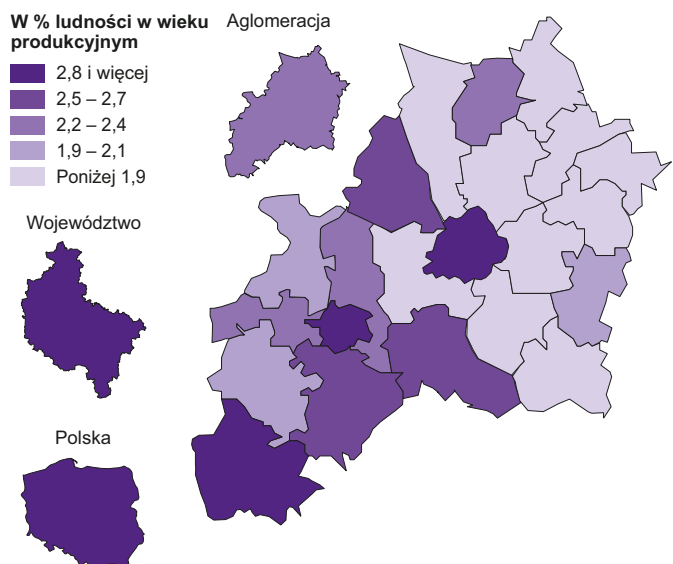 W % ludności w wieku
produkcyjnym
2,8 i więcej
2,5 – 2,7
2,2 – 2,4
1,9 – 2,1
Poniżej 1,9
Aglomeracja
Województwo
Polska